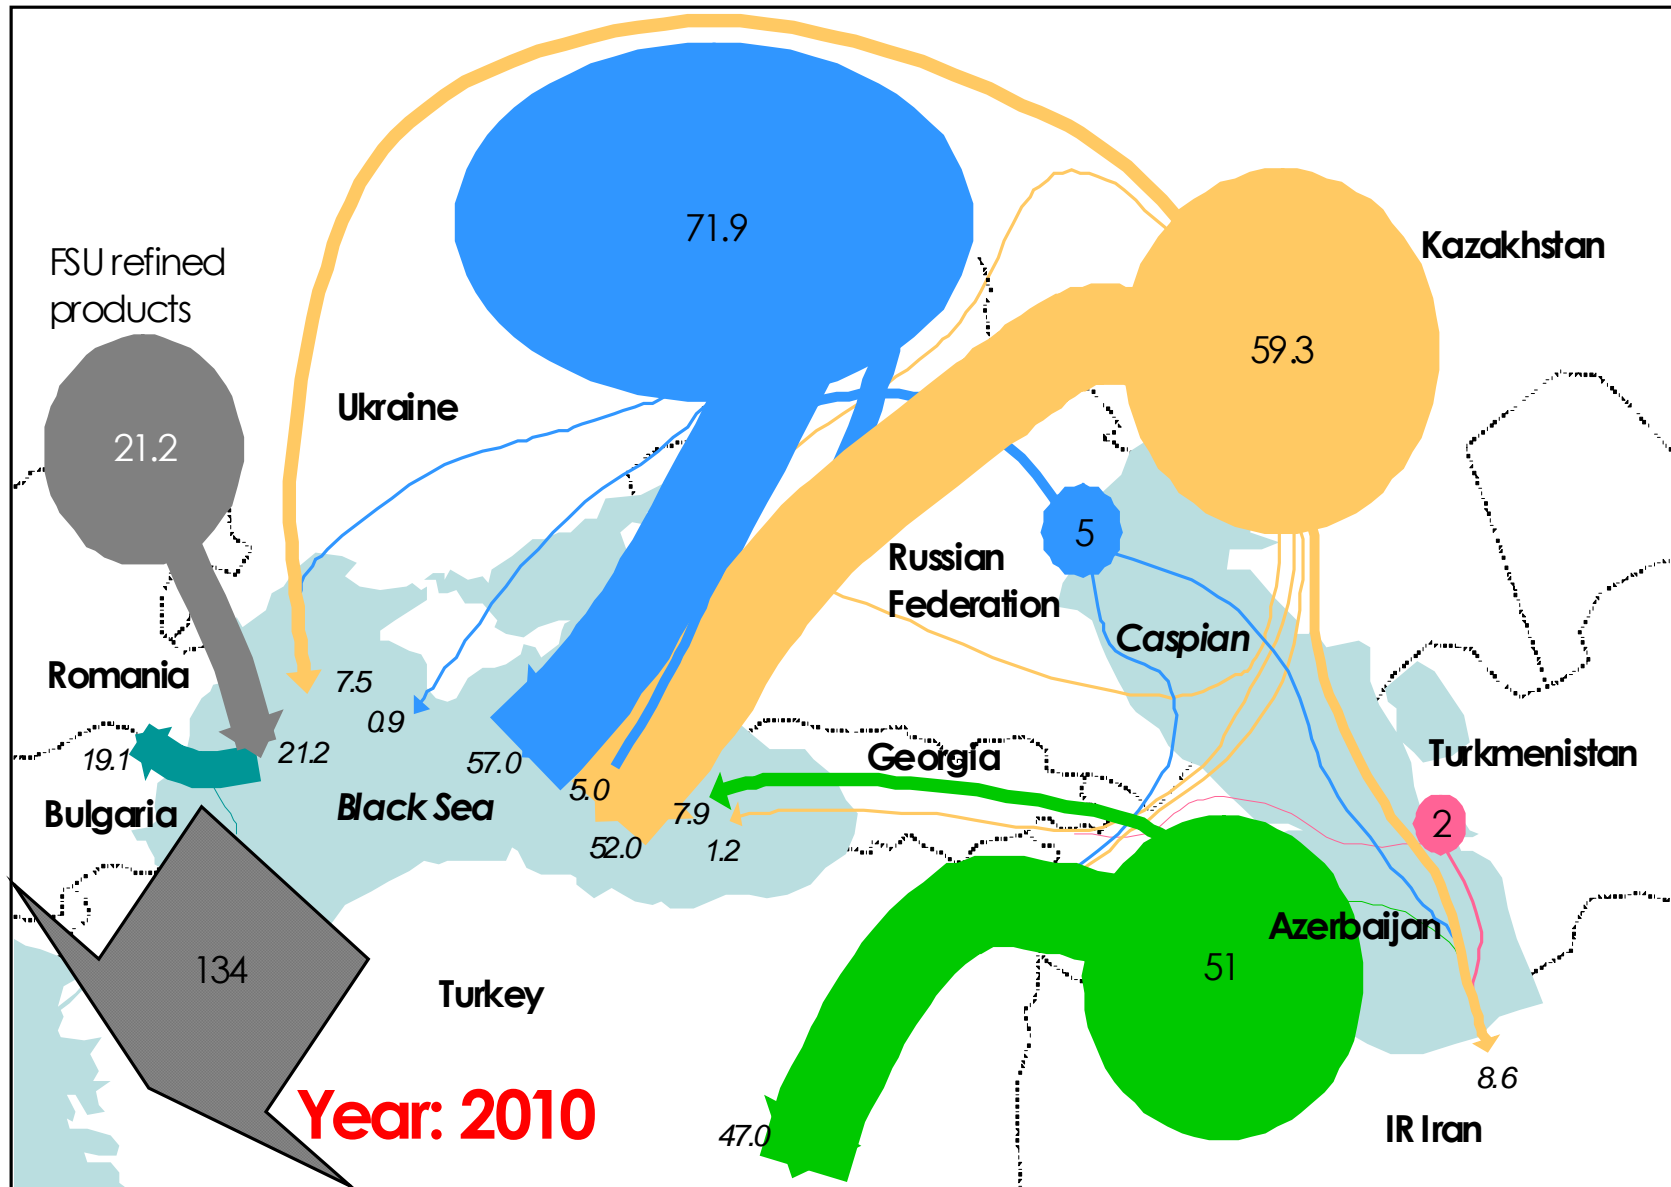 71.9
Kazakhstan
FSU refined
products
59.3
Ukraine
21.2
5
Russian
Federation
Caspian
Romania
7.5
0.9
19.1
21.2
57.0
Georgia
Turkmenistan
5.0
Bulgaria
Black Sea
7.9
2
52.0
1.2
Azerbaijan
134
51
Turkey
8.6
Year: 2010
47.0
IR Iran